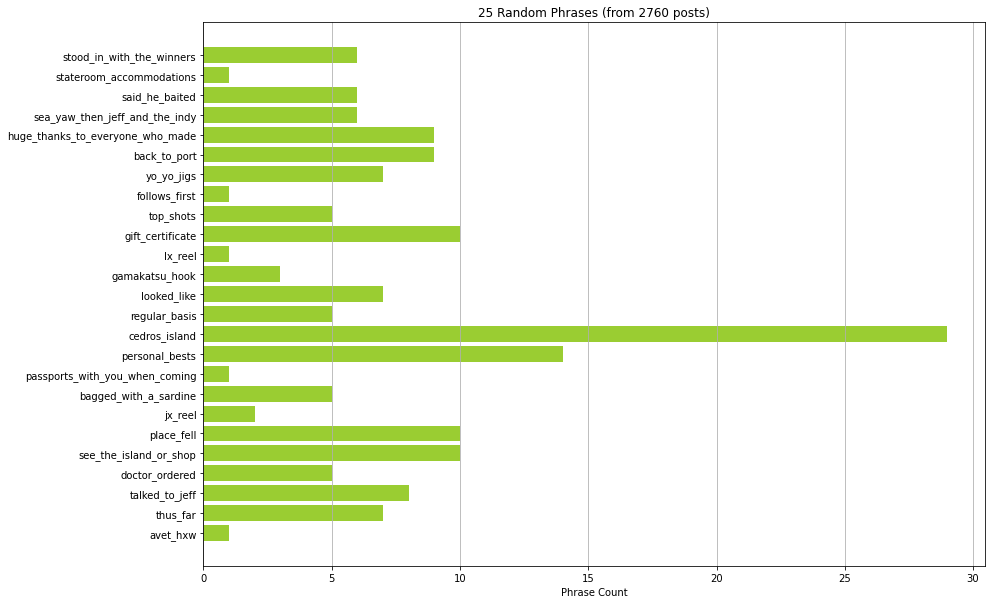 25 Random Phrases (from 2760 posts)
stood_in_with_the_winners
stateroom_accommodations
said_he_baited
sea_yaw_then_jeff_and_the_indy
huge_thanks_to_everyone_who_made
back_to_port
yo_yo_jigs
follows_first
top_shots
gift_certificate
lx_reel
gamakatsu_hook
looked_like
regular_basis
cedros_island
personal_bests
passports_with_you_when_coming
bagged_with_a_sardine
jx_reel
place_fell
see_the_island_or_shop
doctor_ordered
talked_to_jeff
thus_far
avet_hxw
0 5 10 15 20 25 30
Phrase Count